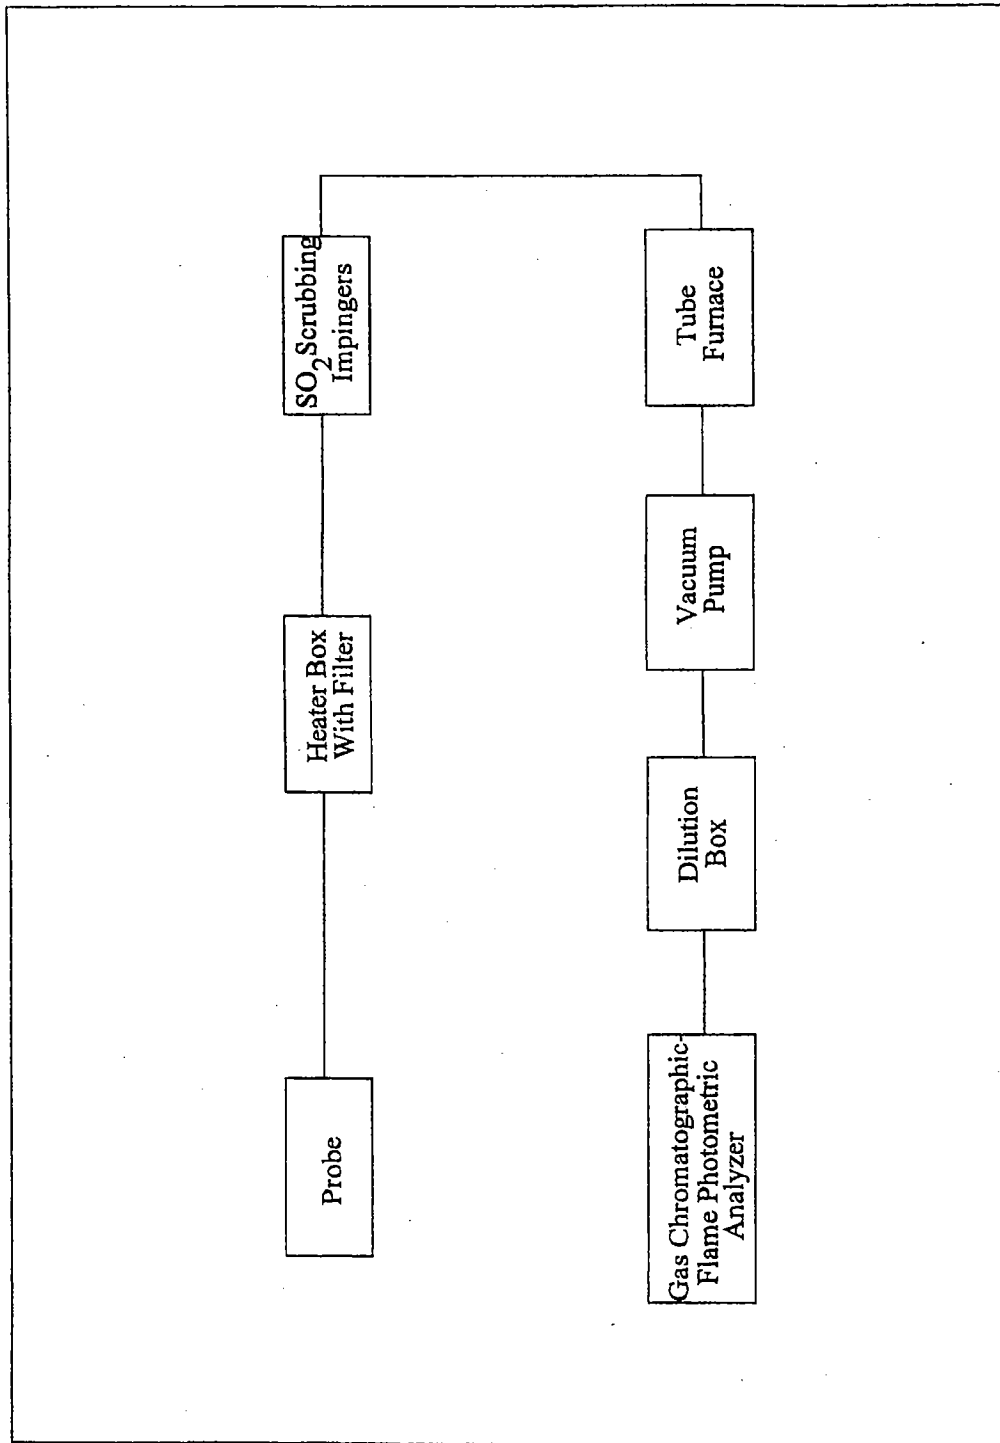 Probe
Heater Box
With Filter
SO2 Scrubbing
Impingers
Tube
Furnace
Vacuum
Pump
Dilution
Box
Gas Chromatographic-
Flame Photometric
Analyzer